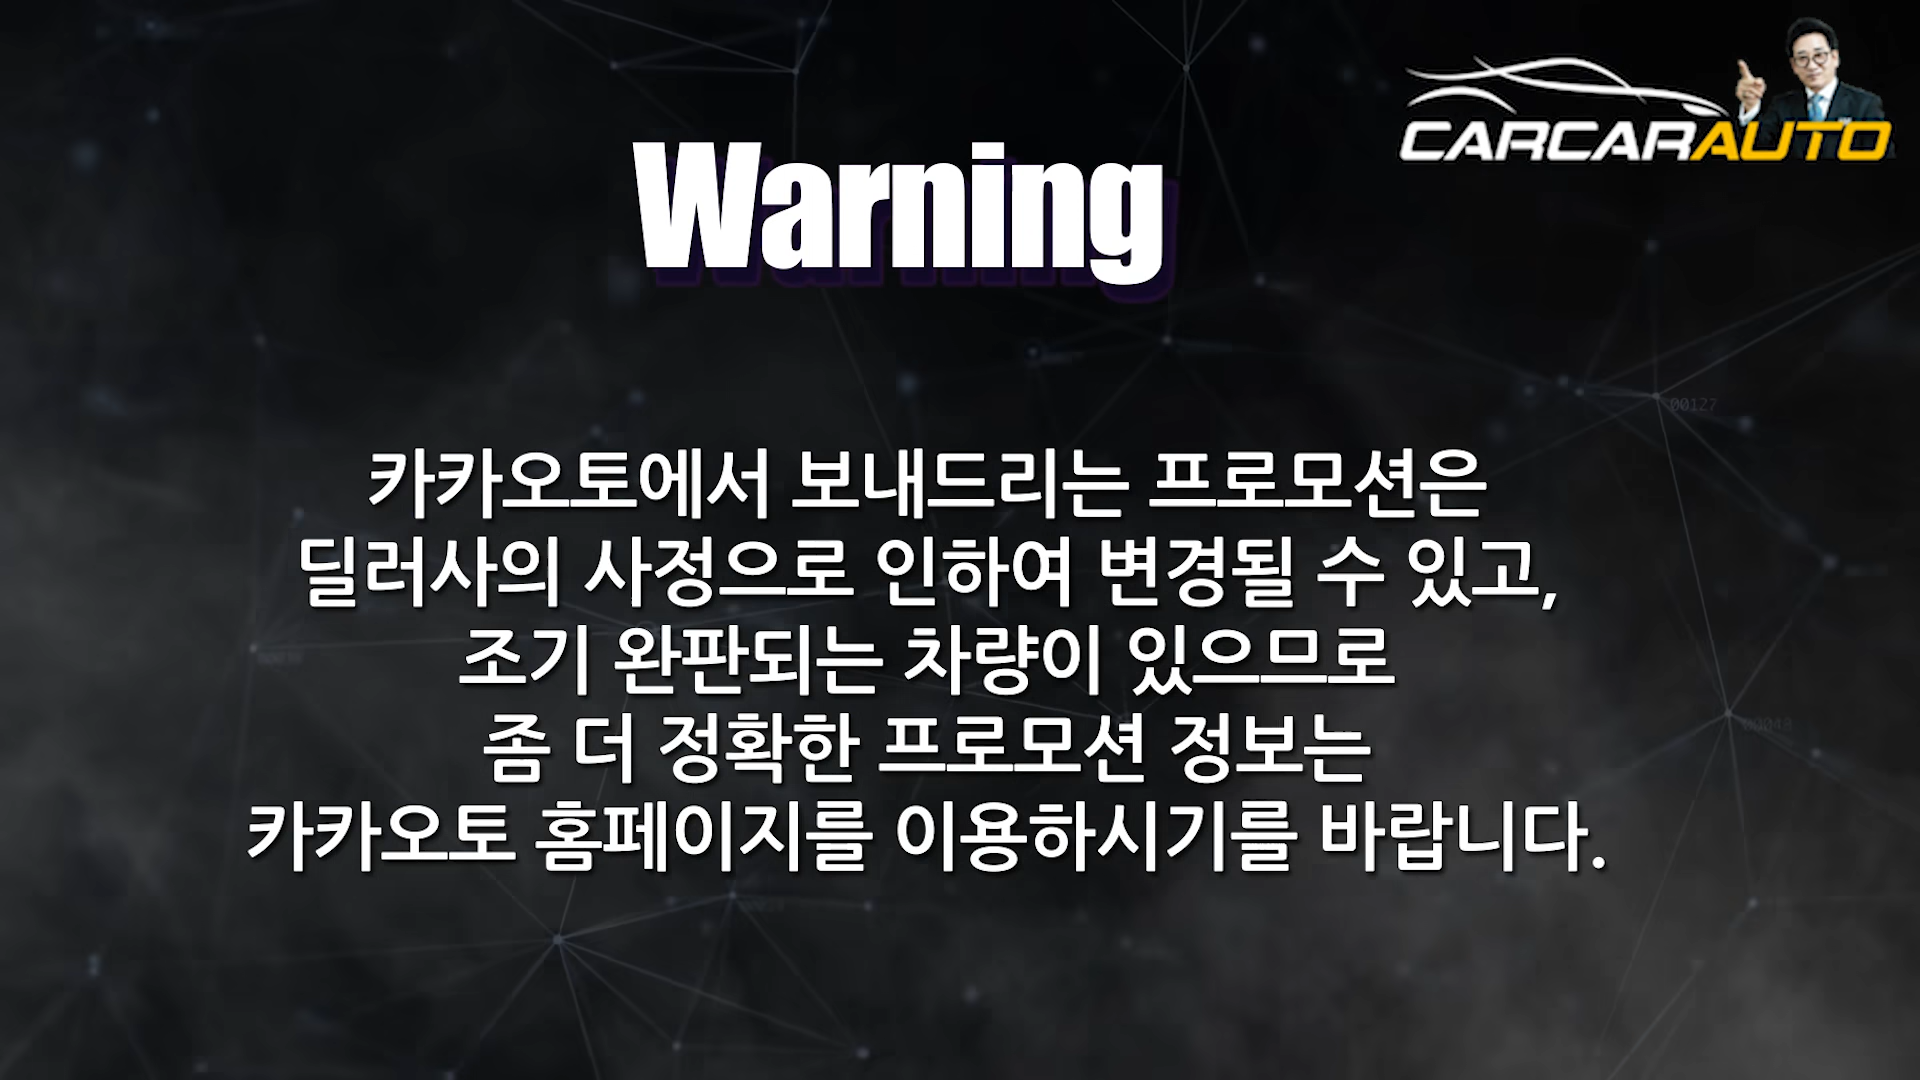 CARCARAUTO
Warning
카카오토에서 보내드리는 프로모션은
딜러사의 사정으로 인하여 변경될 수 있고,
조기 완판되는 차량이 있으므로
좀 더 정확한 프로모션 정보는
카카오토 홈페이지를 이용하시기를 바랍니다.
00127
00048